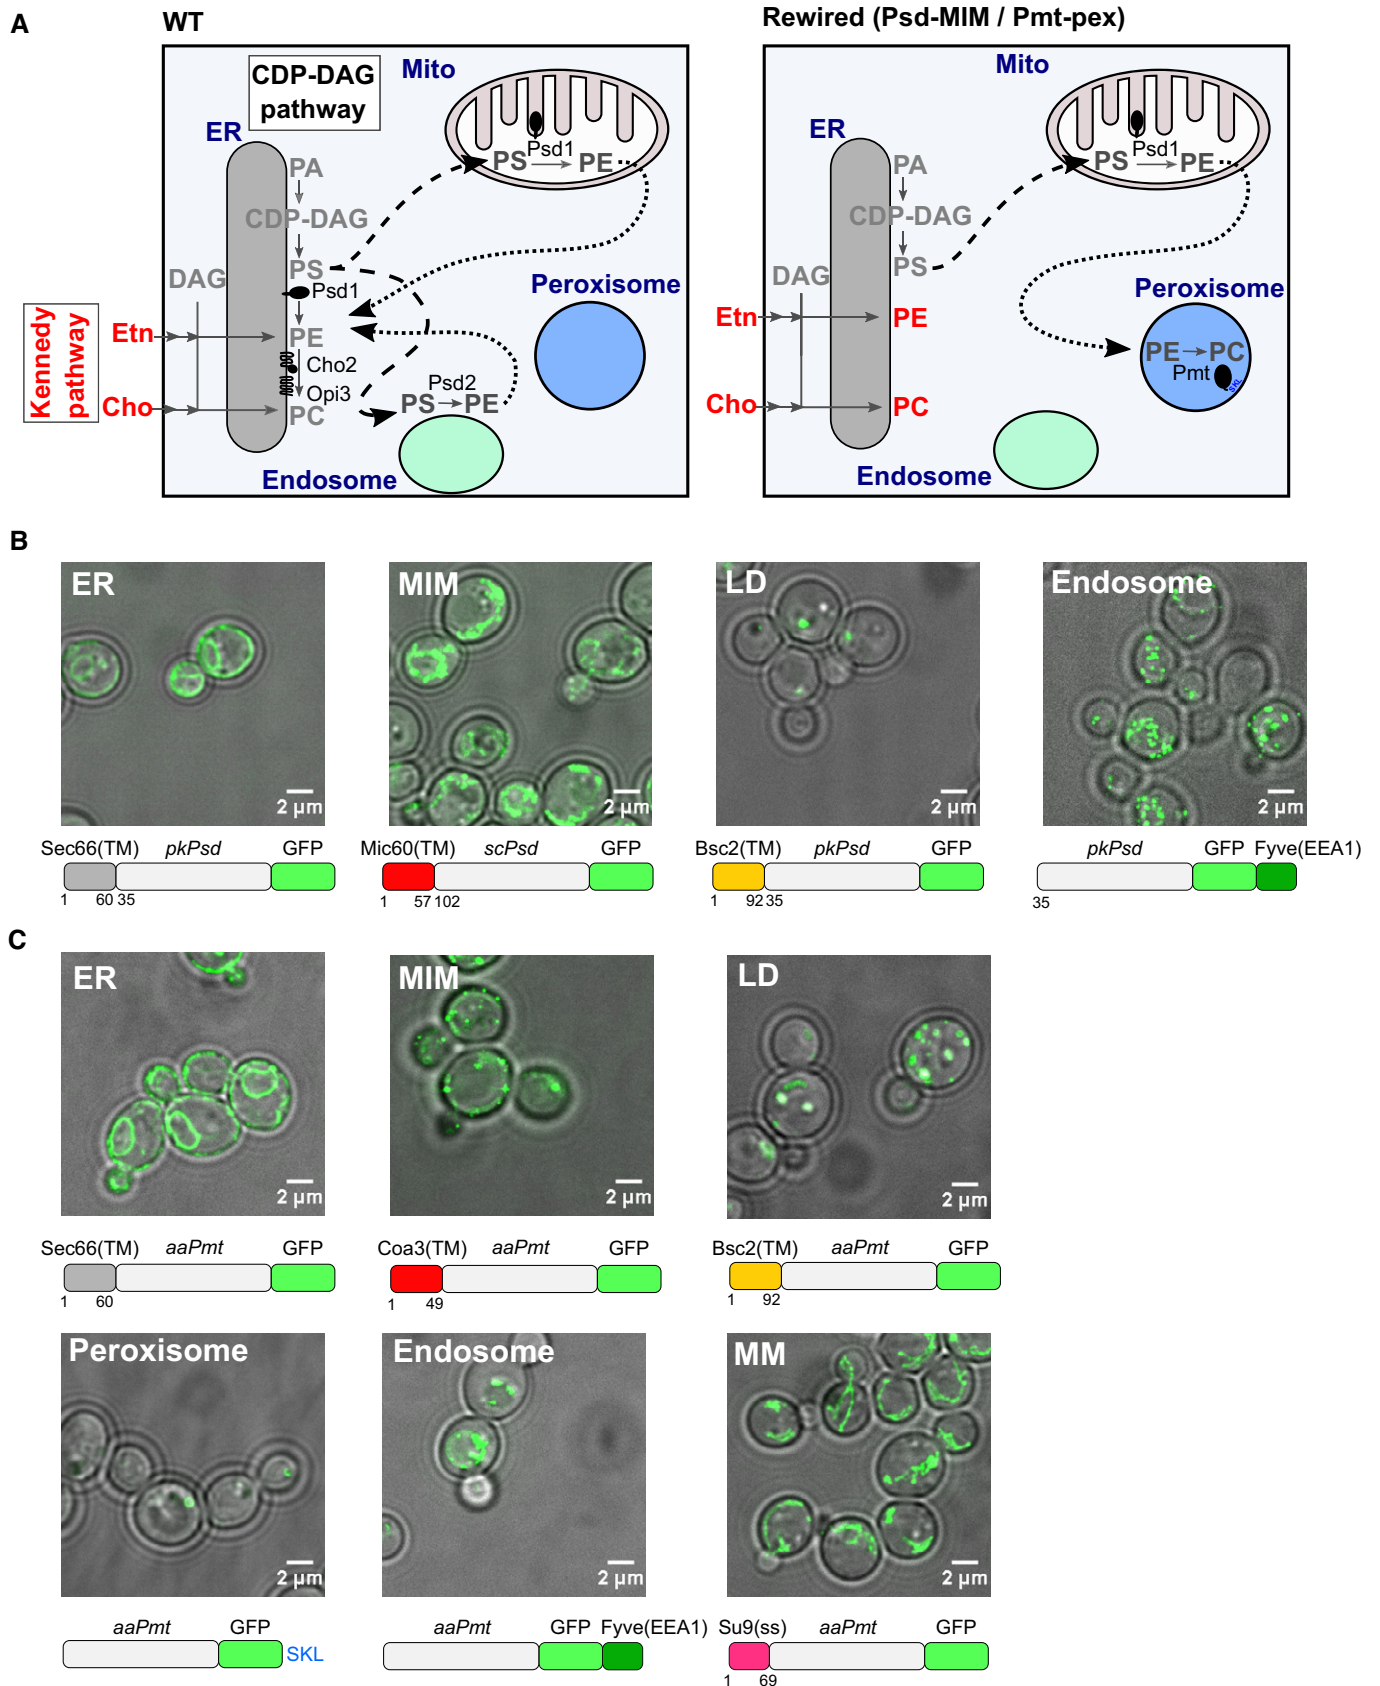 A
WT
Rewired (Psd-MIM / Pmt-pex)
CDP-DAG
pathway
Mito
ER
PA
CDP-DAG
PS
Psd1
PE
Cho2
Opi3
PC
DAG
Kennedy
pathway
Etn
Cho
PS
Psd1
PE
Peroxisome
Psd2
PS
PE
Endosome
Mito
ER
PA
CDP-DAG
PS
DAG
Etn
PE
Cho
PC
PS
Psd1
PE
Peroxisome
PE
PC
Pmt
SKL
Endosome
B
ER
2 µm
MIM
2 µm
LD
2 µm
Endosome
2 µm
Sec66(TM) pkPsd GFP
1 60 35
Mic60(TM) scPsd GFP
1 57 102
Bsc2(TM) pkPsd GFP
1 92 35
pkPsd GFP Fyve(EEA1)
35
C
ER
2 µm
MIM
2 µm
LD
2 µm
Sec66(TM) aaPmt GFP
1 60
Coa3(TM) aaPmt GFP
1 49
Bsc2(TM) aaPmt GFP
1 92
Peroxisome
2 µm
Endosome
2 µm
MM
2 µm
aaPmt GFP
SKL
aaPmt GFP Fyve(EEA1)
Su9(ss) aaPmt GFP
1 69